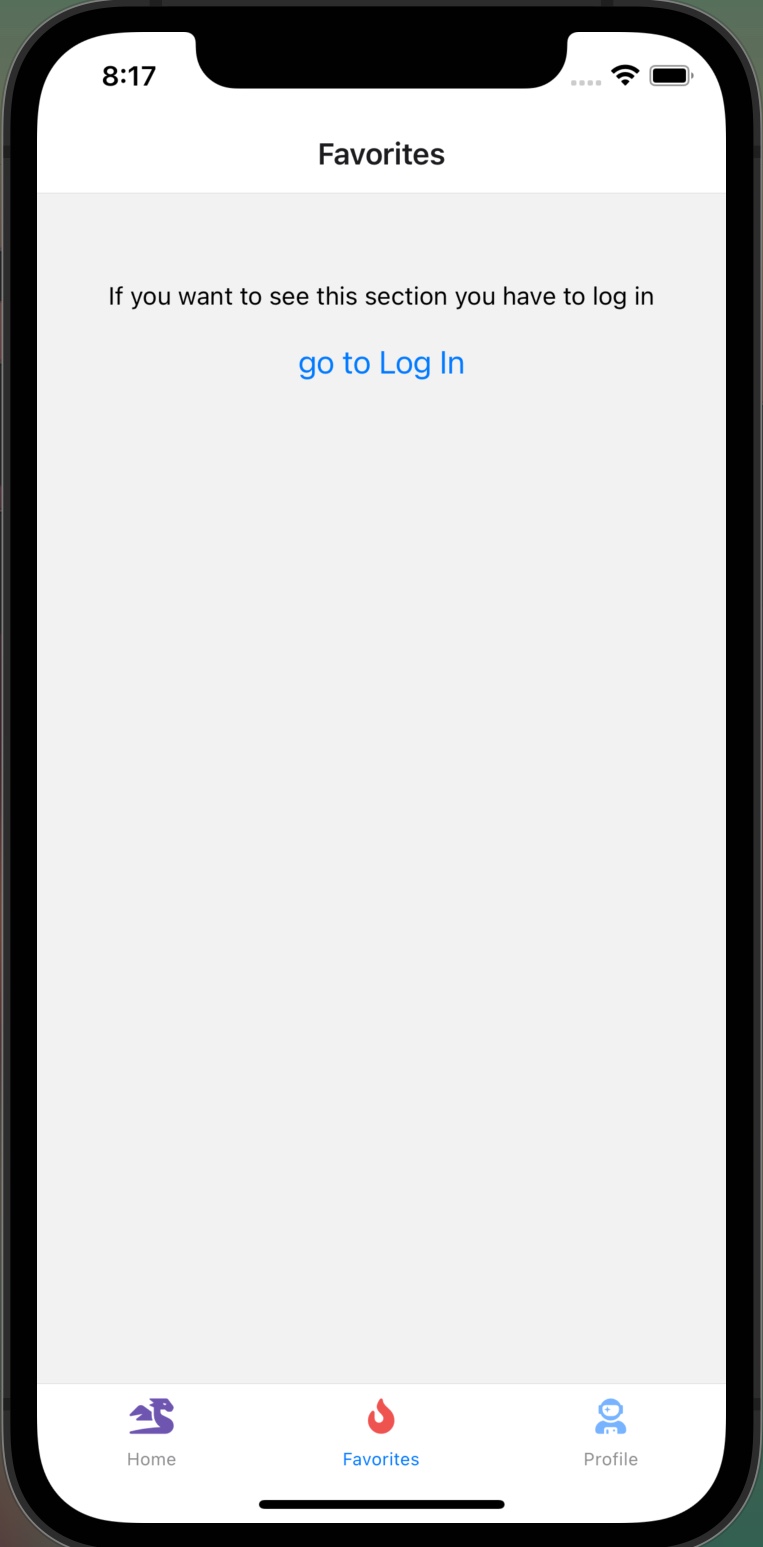 8:17
Favorites
If you want to see this section you have to log in
go to Log In
Home
Favorites
Profile